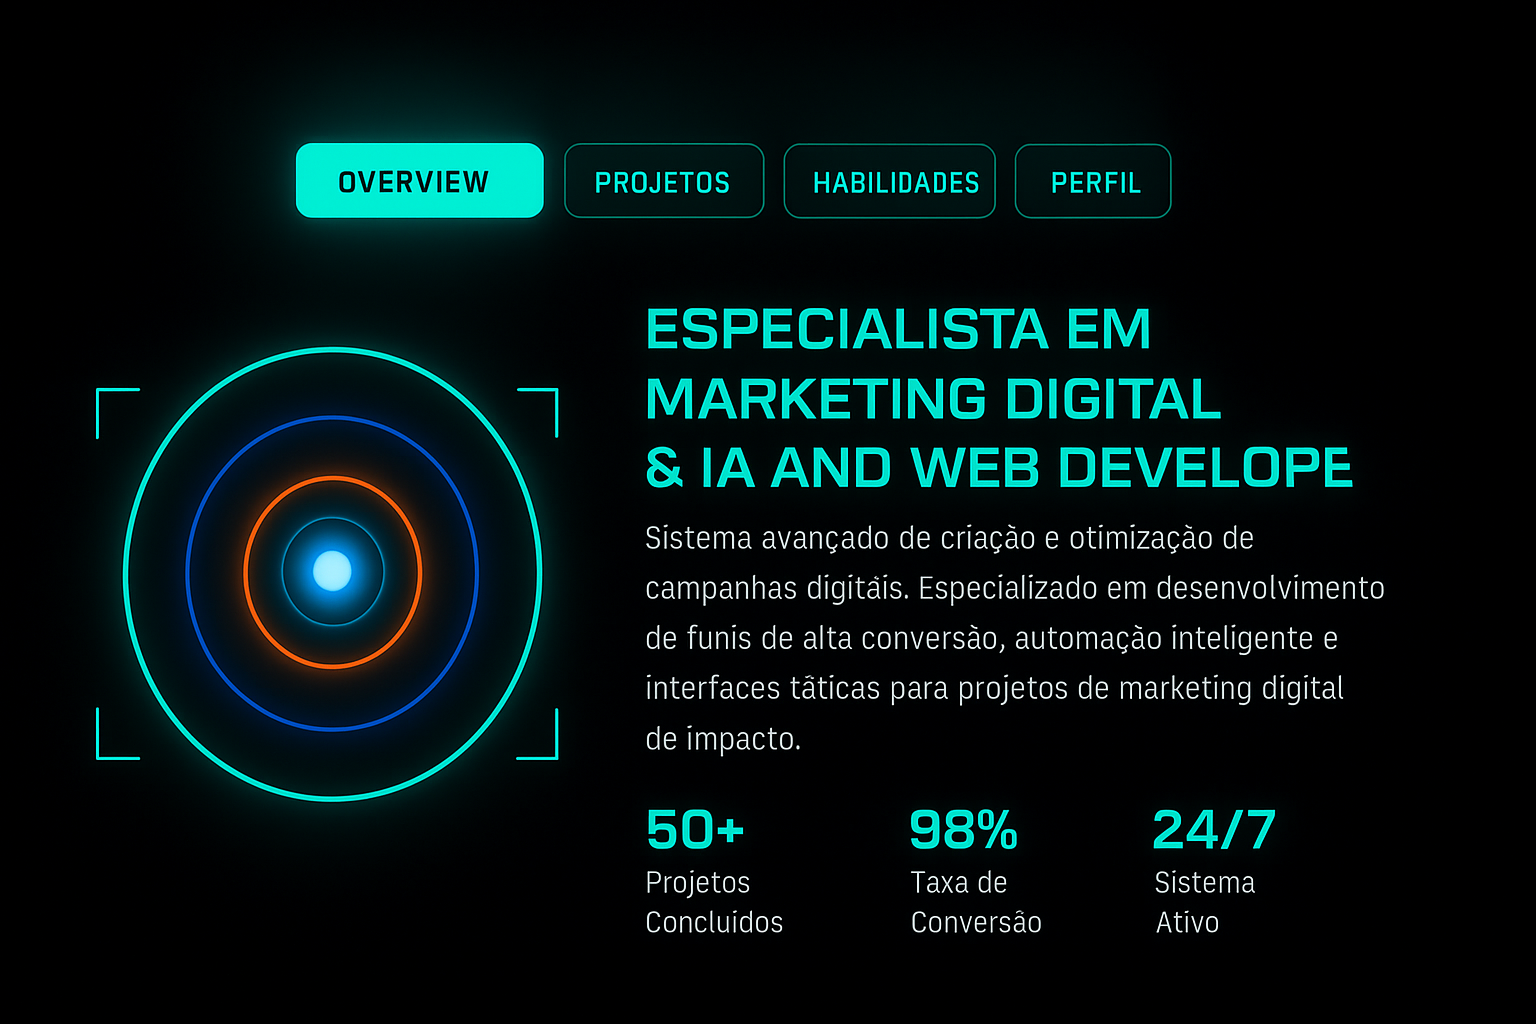 OVERVIEW
PROJETOS
HABILIDADES
PERFIL
ESPECIALISTA EM
MARKETING DIGITAL
& IA AND WEB DEVELOPE
Sistema avançado de criação e otimização de
campanhas digitáis. Especializado em desenvolvimento
de funis de alta conversão, automação inteligente e
interfaces tâticas para projetos de marketing digital
de impacto.
50+
Projetos
Concluídos
98%
Taxa de
Conversão
24/7
Sistema
Ativo